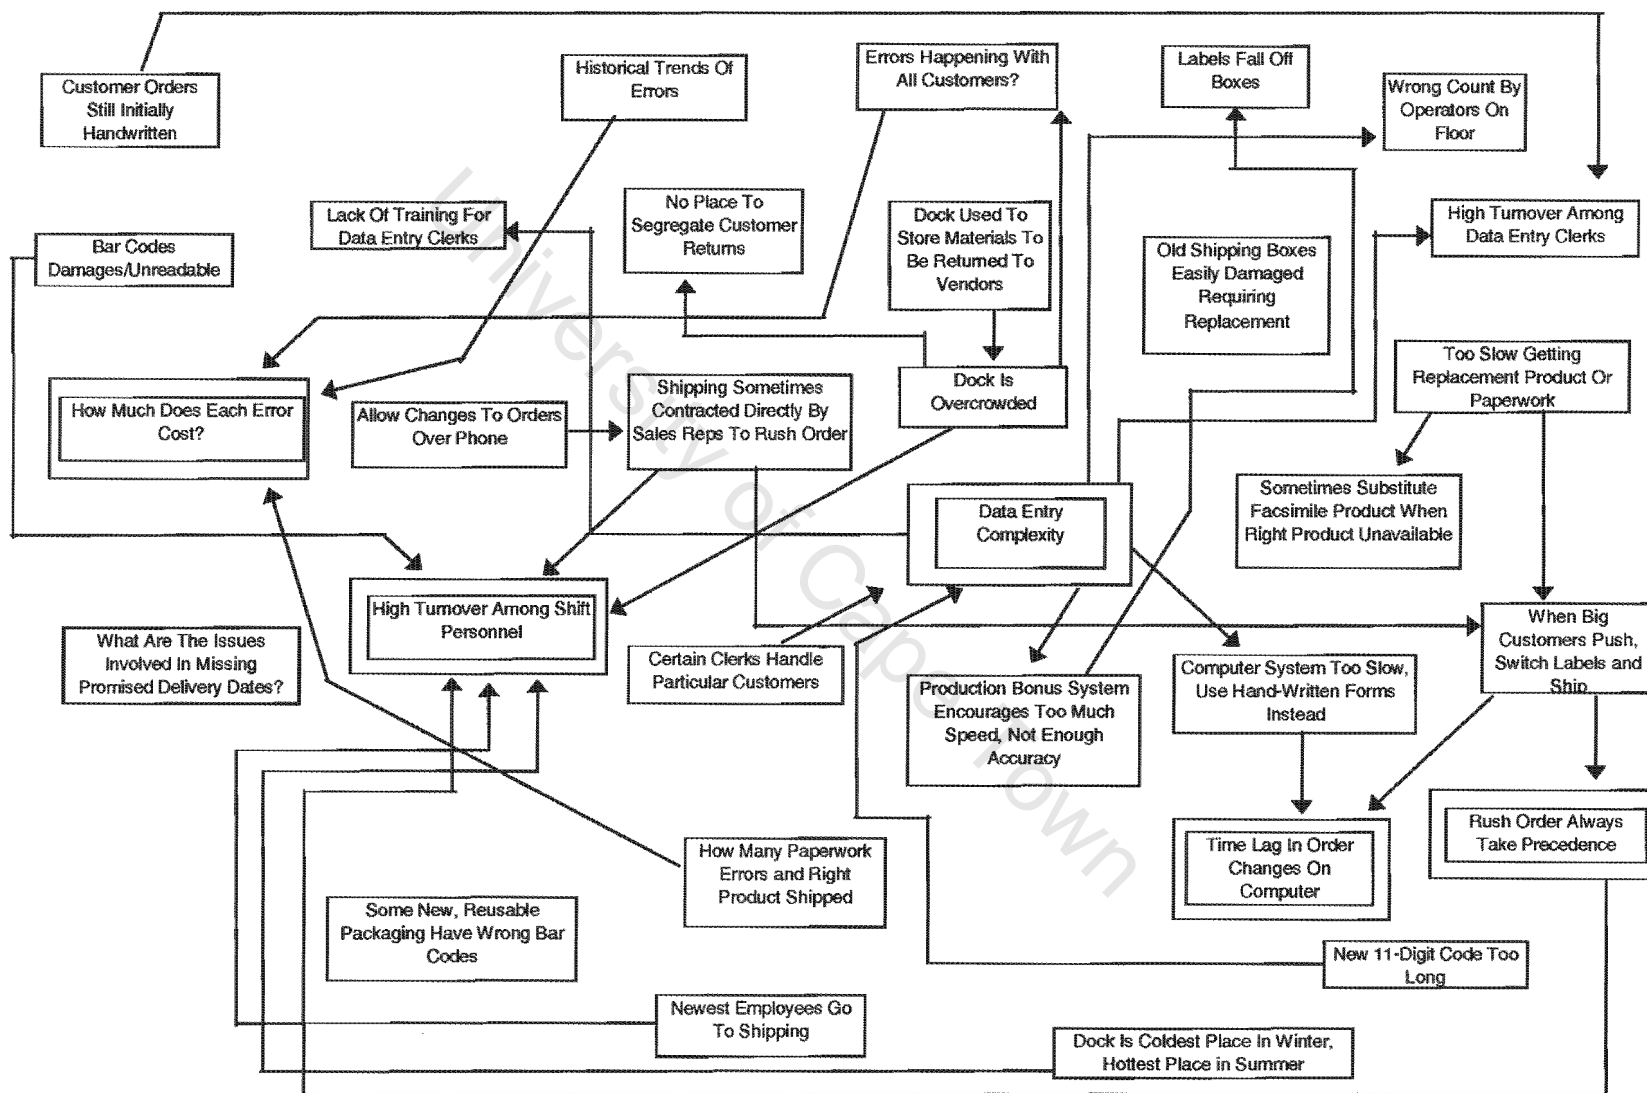 Customer Orders
Still Initially
Handwritten
Historical Trends Of
Errors
Errors Happening With
All Customers?
Labels Fall Off
Boxes
Wrong Count By
Operators On
Floor
Bar Codes
Damages/Unreadable
Lack Of Training For
Data Entry Clerks
No Place To
Segregate Customer
Returns
Dock Used To
Store Materials To
Be Returned To
Vendors
Old Shipping Boxes
Easily Damaged
Requiring
Replacement
High Turnover Among
Data Entry Clerks
How Much Does Each Error
Cost?
Allow Changes To Orders
Over Phone
Shipping Sometimes
Contracted Directly By
Sales Reps To Rush Order
Dock Is
Overcrowded
Too Slow Getting
Replacement Product Or
Paperwork
Data Entry
Complexity
Sometimes Substitute
Facsimile Product When
Right Product Unavailable
High Turnover Among Shift
Personnel
What Are The Issues
Involved In Missing
Promised Delivery Dates?
Certain Clerks Handle
Particular Customers
Production Bonus System
Encourages Too Much
Speed, Not Enough
Accuracy
Computer System Too Slow,
Use Hand-Written Forms
Instead
When Big
Customers Push,
Switch Labels and
Ship
How Many Paperwork
Errors and Right
Product Shipped
Time Lag In Order
Changes On
Computer
Rush Order Always
Take Precedence
Some New, Reusable
Packaging Have Wrong Bar
Codes
New 11-Digit Code Too
Long
Newest Employees Go
To Shipping
Dock Is Coldest Place In Winter,
Hottest Place in Summer
University of Cape Town